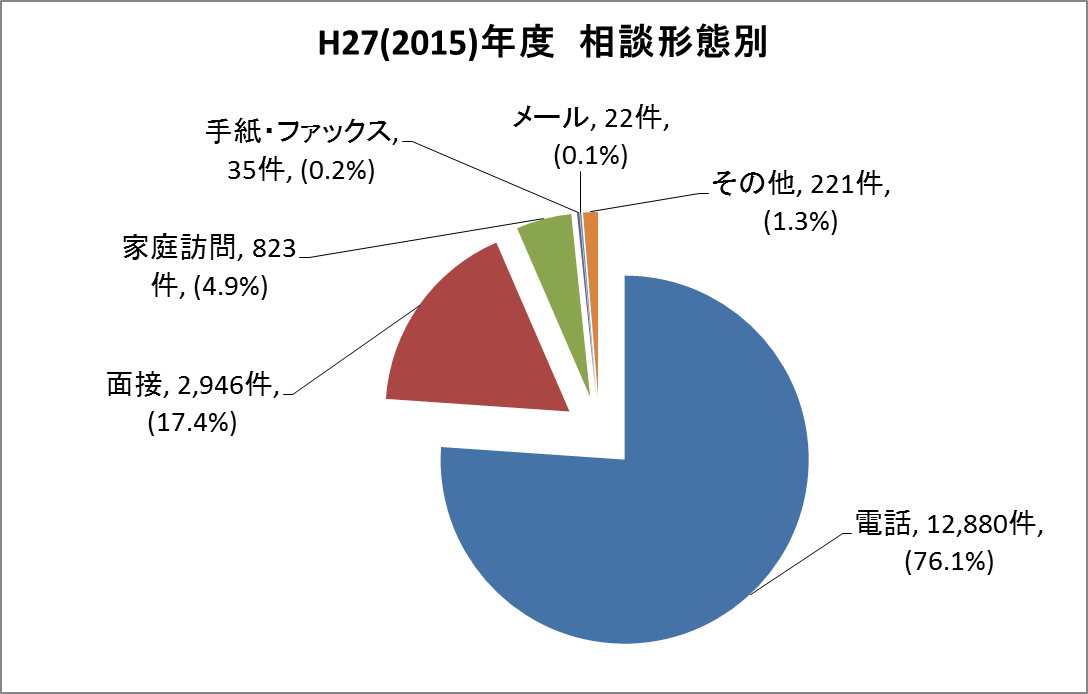 H27(2015)年度　相談形態別
手紙・ファックス,
35件, (0.2%)
メール, 22件,
(0.1%)
その他, 221件,
(1.3%)
家庭訪問, 823
件, (4.9%)
面接, 2,946件,
(17.4%)
電話, 12,880件,
(76.1%)